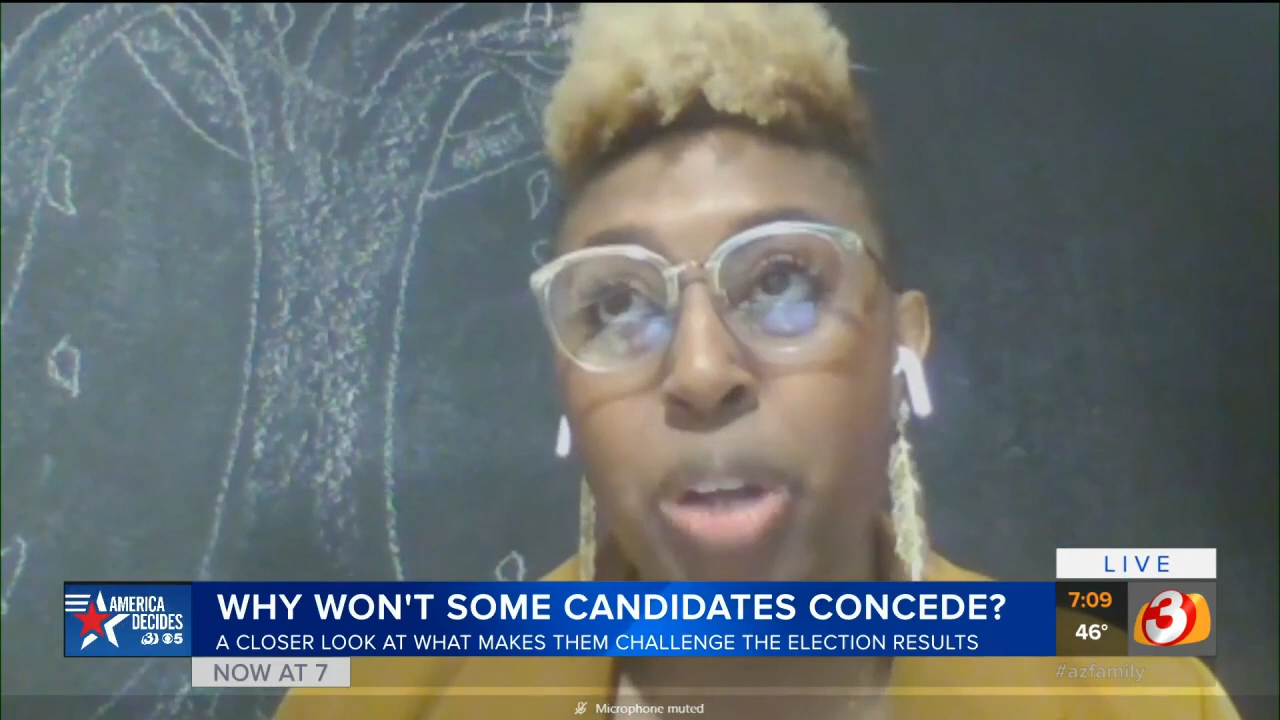 LIVE
AMERICA
DECIDES
3 5
WHY WON'T SOME CANDIDATES CONCEDE?
A CLOSER LOOK AT WHAT MAKES THEM CHALLENGE THE ELECTION RESULTS
7:09
46°
3
NOW AT 7
#azfamily
Microphone muted